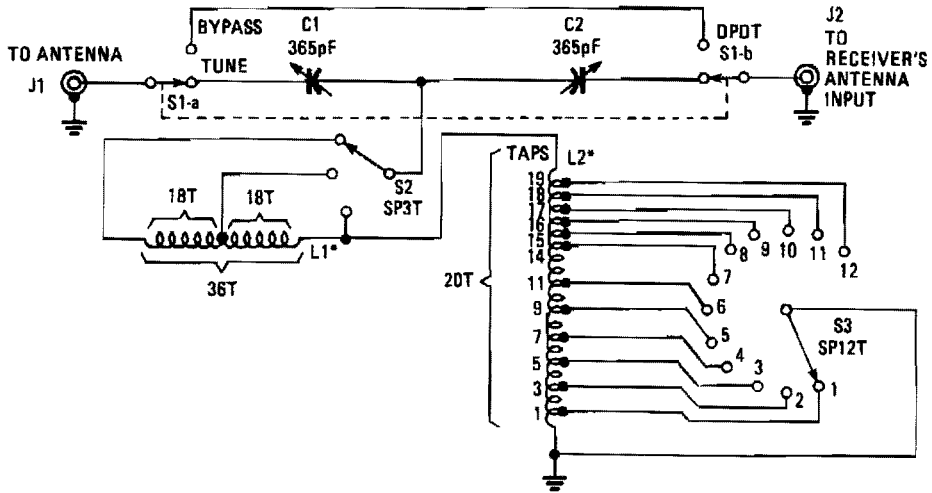 TO ANTENNA
J1
BYPASS
TUNE
S1-a
C1
365pF
C2
365pF
DPDT
S1-b
J2
TO
RECEIVER'S
ANTENNA
INPUT
S2
SP3T
18T
18T
L1*
36T
TAPS
L2*
20T
19
18
17
16
15
14
11
9
7
5
3
1
12
11
10
9
8
7
6
5
4
3
2
1
S3
SP12T